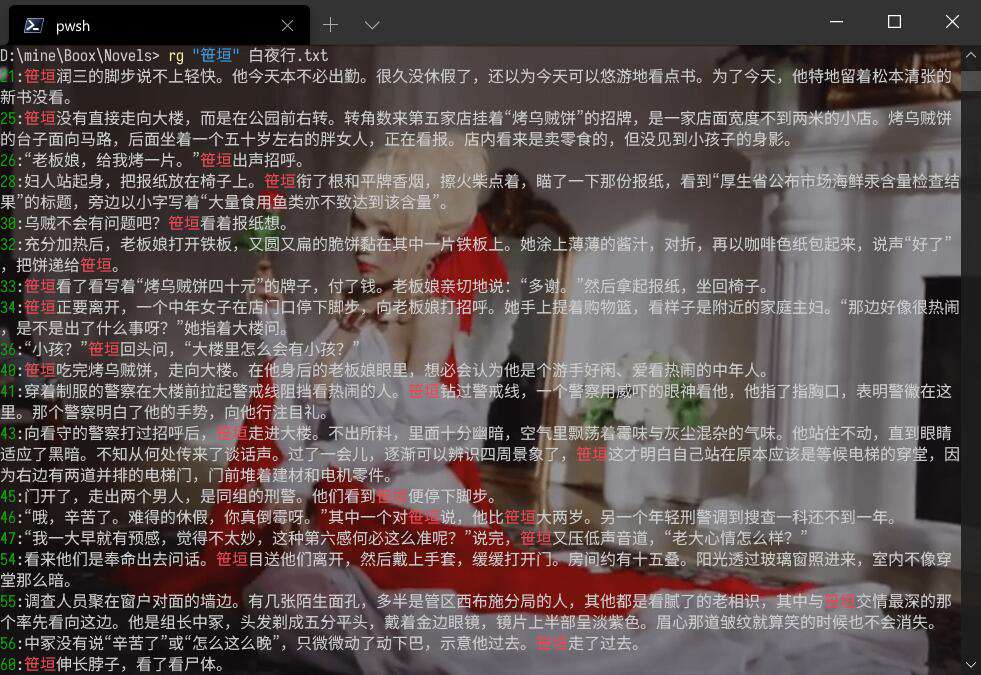 pwsh
D:\mine\Boox\Novels> rg "笹垣" 白夜行.txt
21:笹垣润三的脚步说不上轻快。他今天本不必出勤。很久没休假了，还以为今天可以悠游地看点书。为了今天，他特地留着松本清张的
新书没看。
25:笹垣没有直接走向大楼，而是在公园前右转。转角数来第五家店挂着“烤乌贼饼”的招牌，是一家店面宽度不到两米的小店。烤乌贼饼
的台子面向马路，后面坐着一个五十岁左右的胖女人，正在看报。店内看来是卖零食的，但没见到小孩子的身影。
26:“老板娘，给我烤一片。”笹垣出声招呼。
28:妇人站起身，把报纸放在椅子上。笹垣衔了根和平牌香烟，擦火柴点着，瞄了一下那份报纸，看到“厚生省公布市场海鲜汞含量检查结
果”的标题，旁边以小字写着“大量食用鱼类亦不致达到该含量”。
30:乌贼不会有问题吧？笹垣看着报纸想。
32:充分加热后，老板娘打开铁板，又圆又扁的脆饼黏在其中一片铁板上。她涂上薄薄的酱汁，对折，再以咖啡色纸包起来，说声“好了”
，把饼递给笹垣。
33:笹垣看了看写着“烤乌贼饼四十元”的牌子，付了钱。老板娘亲切地说：“多谢。”然后拿起报纸，坐回椅子。
34:笹垣正要离开，一个中年女子在店门口停下脚步，向老板娘打招呼。她手上提着购物篮，看样子是附近的家庭主妇。“那边好像很热闹
，是不是出了什么事呀？”她指着大楼问。
36:“小孩？”笹垣回头问，“大楼里怎么会有小孩？”
40:笹垣吃完烤乌贼饼，走向大楼。在他身后的老板娘眼里，想必会认为他是个游手好闲、爱看热闹的中年人。
41:穿着制服的警察在大楼前拉起警戒线阻挡看热闹的人。笹垣钻过警戒线，一个警察用威吓的眼神看他，他指了指胸口，表明警徽在这
里。那个警察明白了他的手势，向他行注目礼。
43:向看守的警察打过招呼后，笹垣走进大楼。不出所料，里面十分幽暗，空气里飘荡着霉味与灰尘混杂的气味。他站住不动，直到眼睛
适应了黑暗。不知从何处传来了谈话声。过了一会儿，逐渐可以辨识四周景象了，笹垣这才明白自己站在原本应该是等候电梯的穿堂，因
为右边有两道并排的电梯门，门前堆着建材和电机零件。
45:门开了，走出两个男人，是同组的刑警。他们看到笹垣便停下脚步。
46:“哦，辛苦了。难得的休假，你真倒霉呀。”其中一个对笹垣说，他比笹垣大两岁。另一个年轻刑警调到搜查一科还不到一年。
47:“我一大早就有预感，觉得不太妙，这种第六感何必这么准呢？”说完，笹垣又压低声音道，“老大心情怎么样？”
54:看来他们是奉命出去问话。笹垣目送他们离开，然后戴上手套，缓缓打开门。房间约有十五叠。阳光透过玻璃窗照进来，室内不像穿
堂那么暗。
55:调查人员聚在窗户对面的墙边。有几张陌生面孔，多半是管区西布施分局的人，其他都是看腻了的老相识，其中与笹垣交情最深的那
个率先看向这边。他是组长中冢，头发剃成五分平头，戴着金边眼镜，镜片上半部呈淡紫色。眉心那道皱纹就算笑的时候也不会消失。
56:中冢没有说“辛苦了”或“怎么这么晚”，只微微动了动下巴，示意他过去。笹垣走了过去。
60:笹垣伸长脖子，看了看尸体。